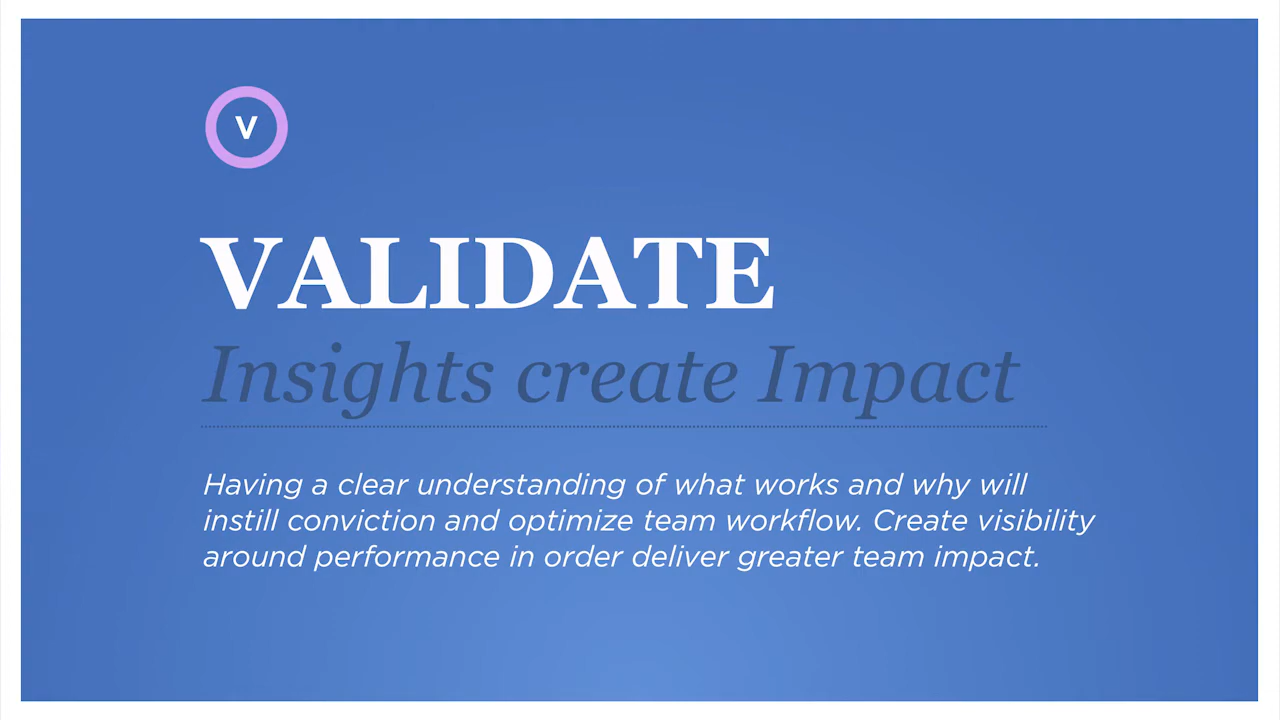 V
VALIDATE
Insights create Impact
Having a clear understanding of what works and why will
instill conviction and optimize team workflow. Create visibility
around performance in order deliver greater team impact.